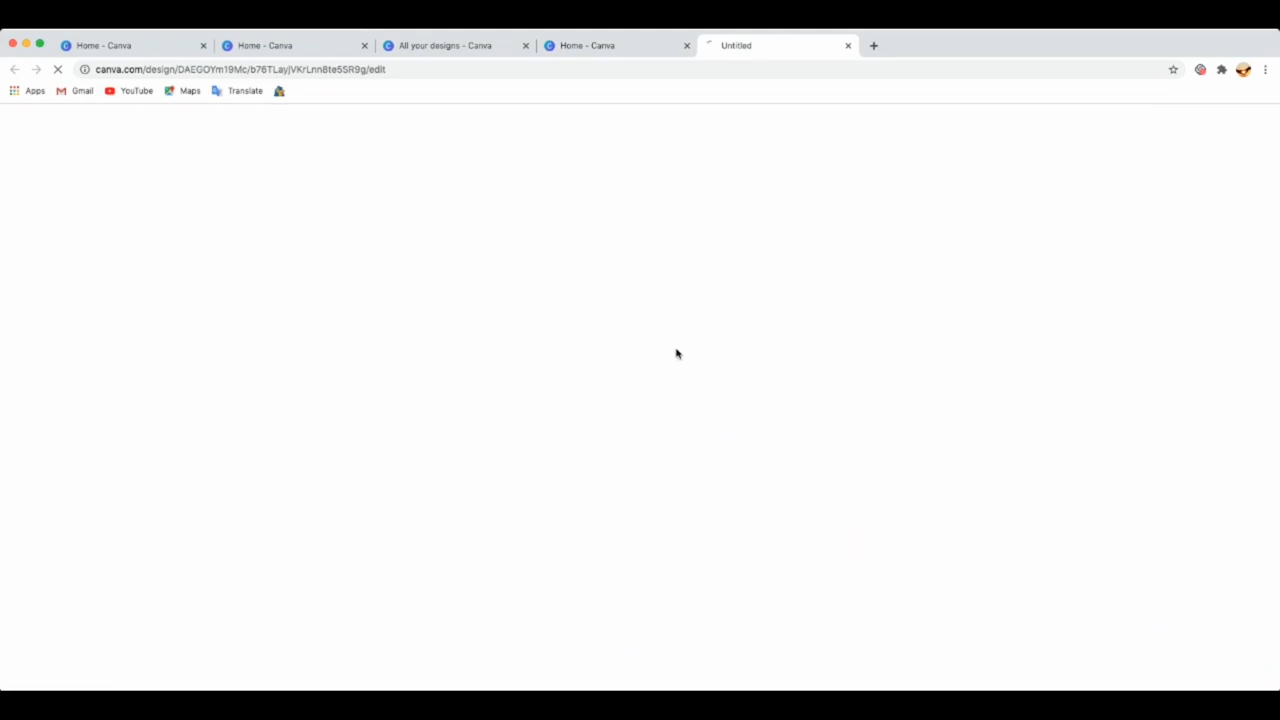 Home - Canva
Home - Canva
All your designs - Canva
Home - Canva
Untitled
canva.com/design/DAEGOYm19Mc/b76TLayjVKrLnn8te5SR9g/edit
Apps
Gmail
YouTube
Maps
Translate